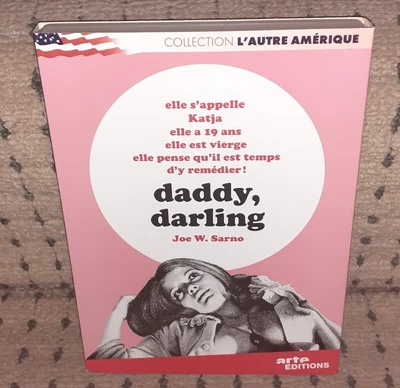 COLLECTION L'AUTRE AMÉRIQUE
elle s'appelle
Katja
elle a 19 ans
elle est vierge
elle pense qu'il est temps
d'y remédier !
daddy,
darling
Joe W. Sarno
arte
ÉDITIONS